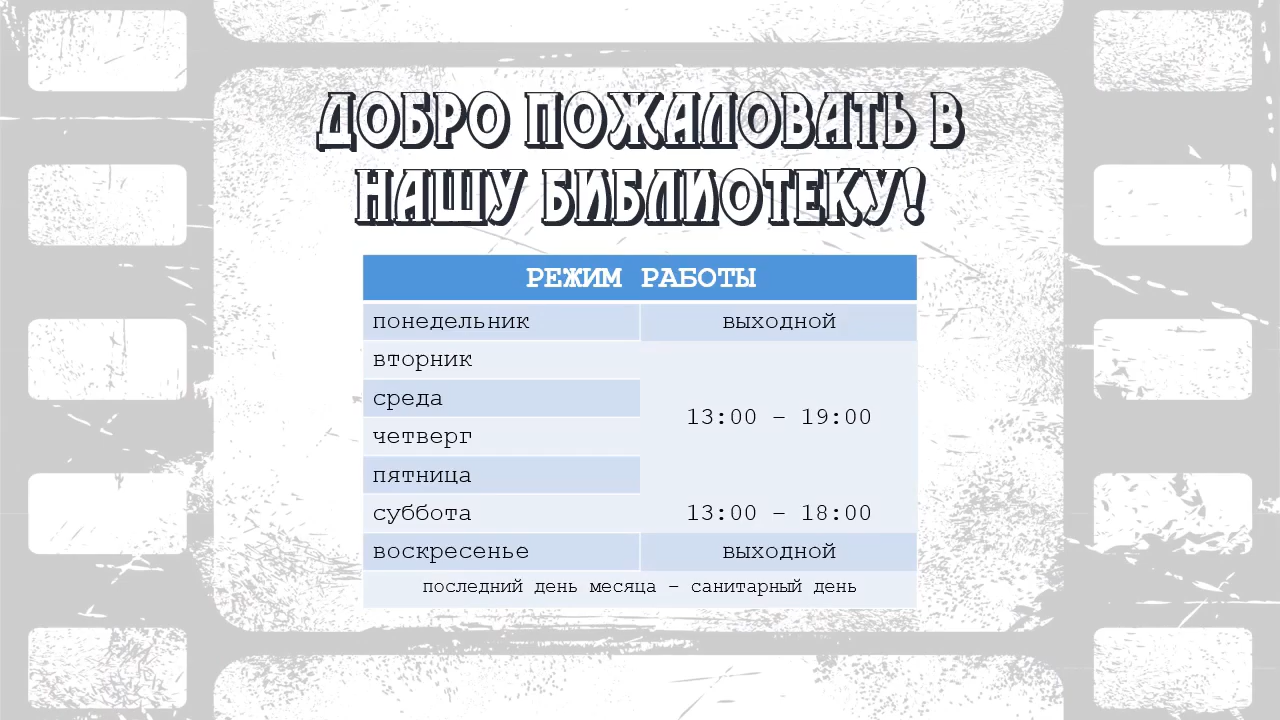 ДОБРО ПОЖАЛОВАТЬ В
НАШУ БИБЛИОТЕКУ!
РЕЖИМ РАБОТЫ
понедельник выходной
вторник
среда
13:00 – 19:00
четверг
пятница
суббота 13:00 – 18:00
воскресенье выходной
последний день месяца – санитарный день